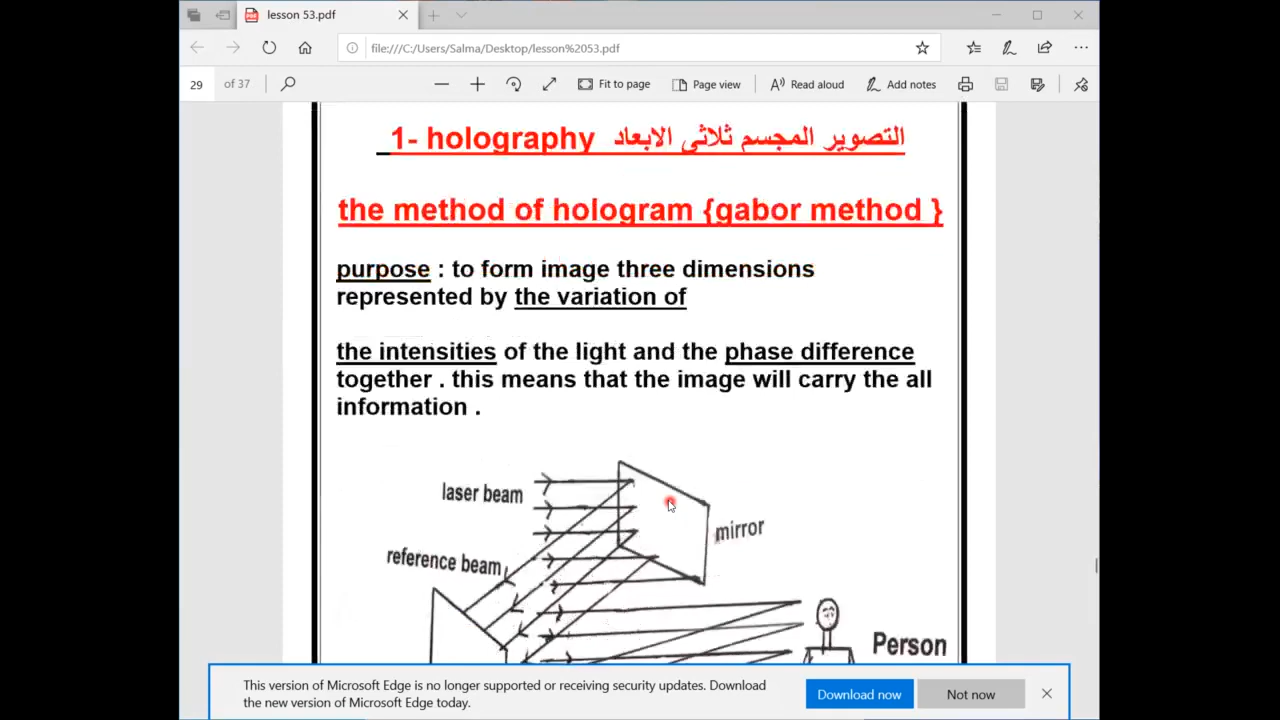 lesson 53.pdf
file:///C:/Users/Salma/Desktop/lesson%2053.pdf
29 of 37
Fit to page
Page view
Read aloud
Add notes
1- holography التصوير المجسم ثلاثى الابعاد
the method of hologram {gabor method }
purpose : to form image three dimensions
represented by the variation of
the intensities of the light and the phase difference
together . this means that the image will carry the all
information .
laser beam
mirror
reference beam
Person
This version of Microsoft Edge is no longer supported or receiving security updates. Download
the new version of Microsoft Edge today.
Download now
Not now